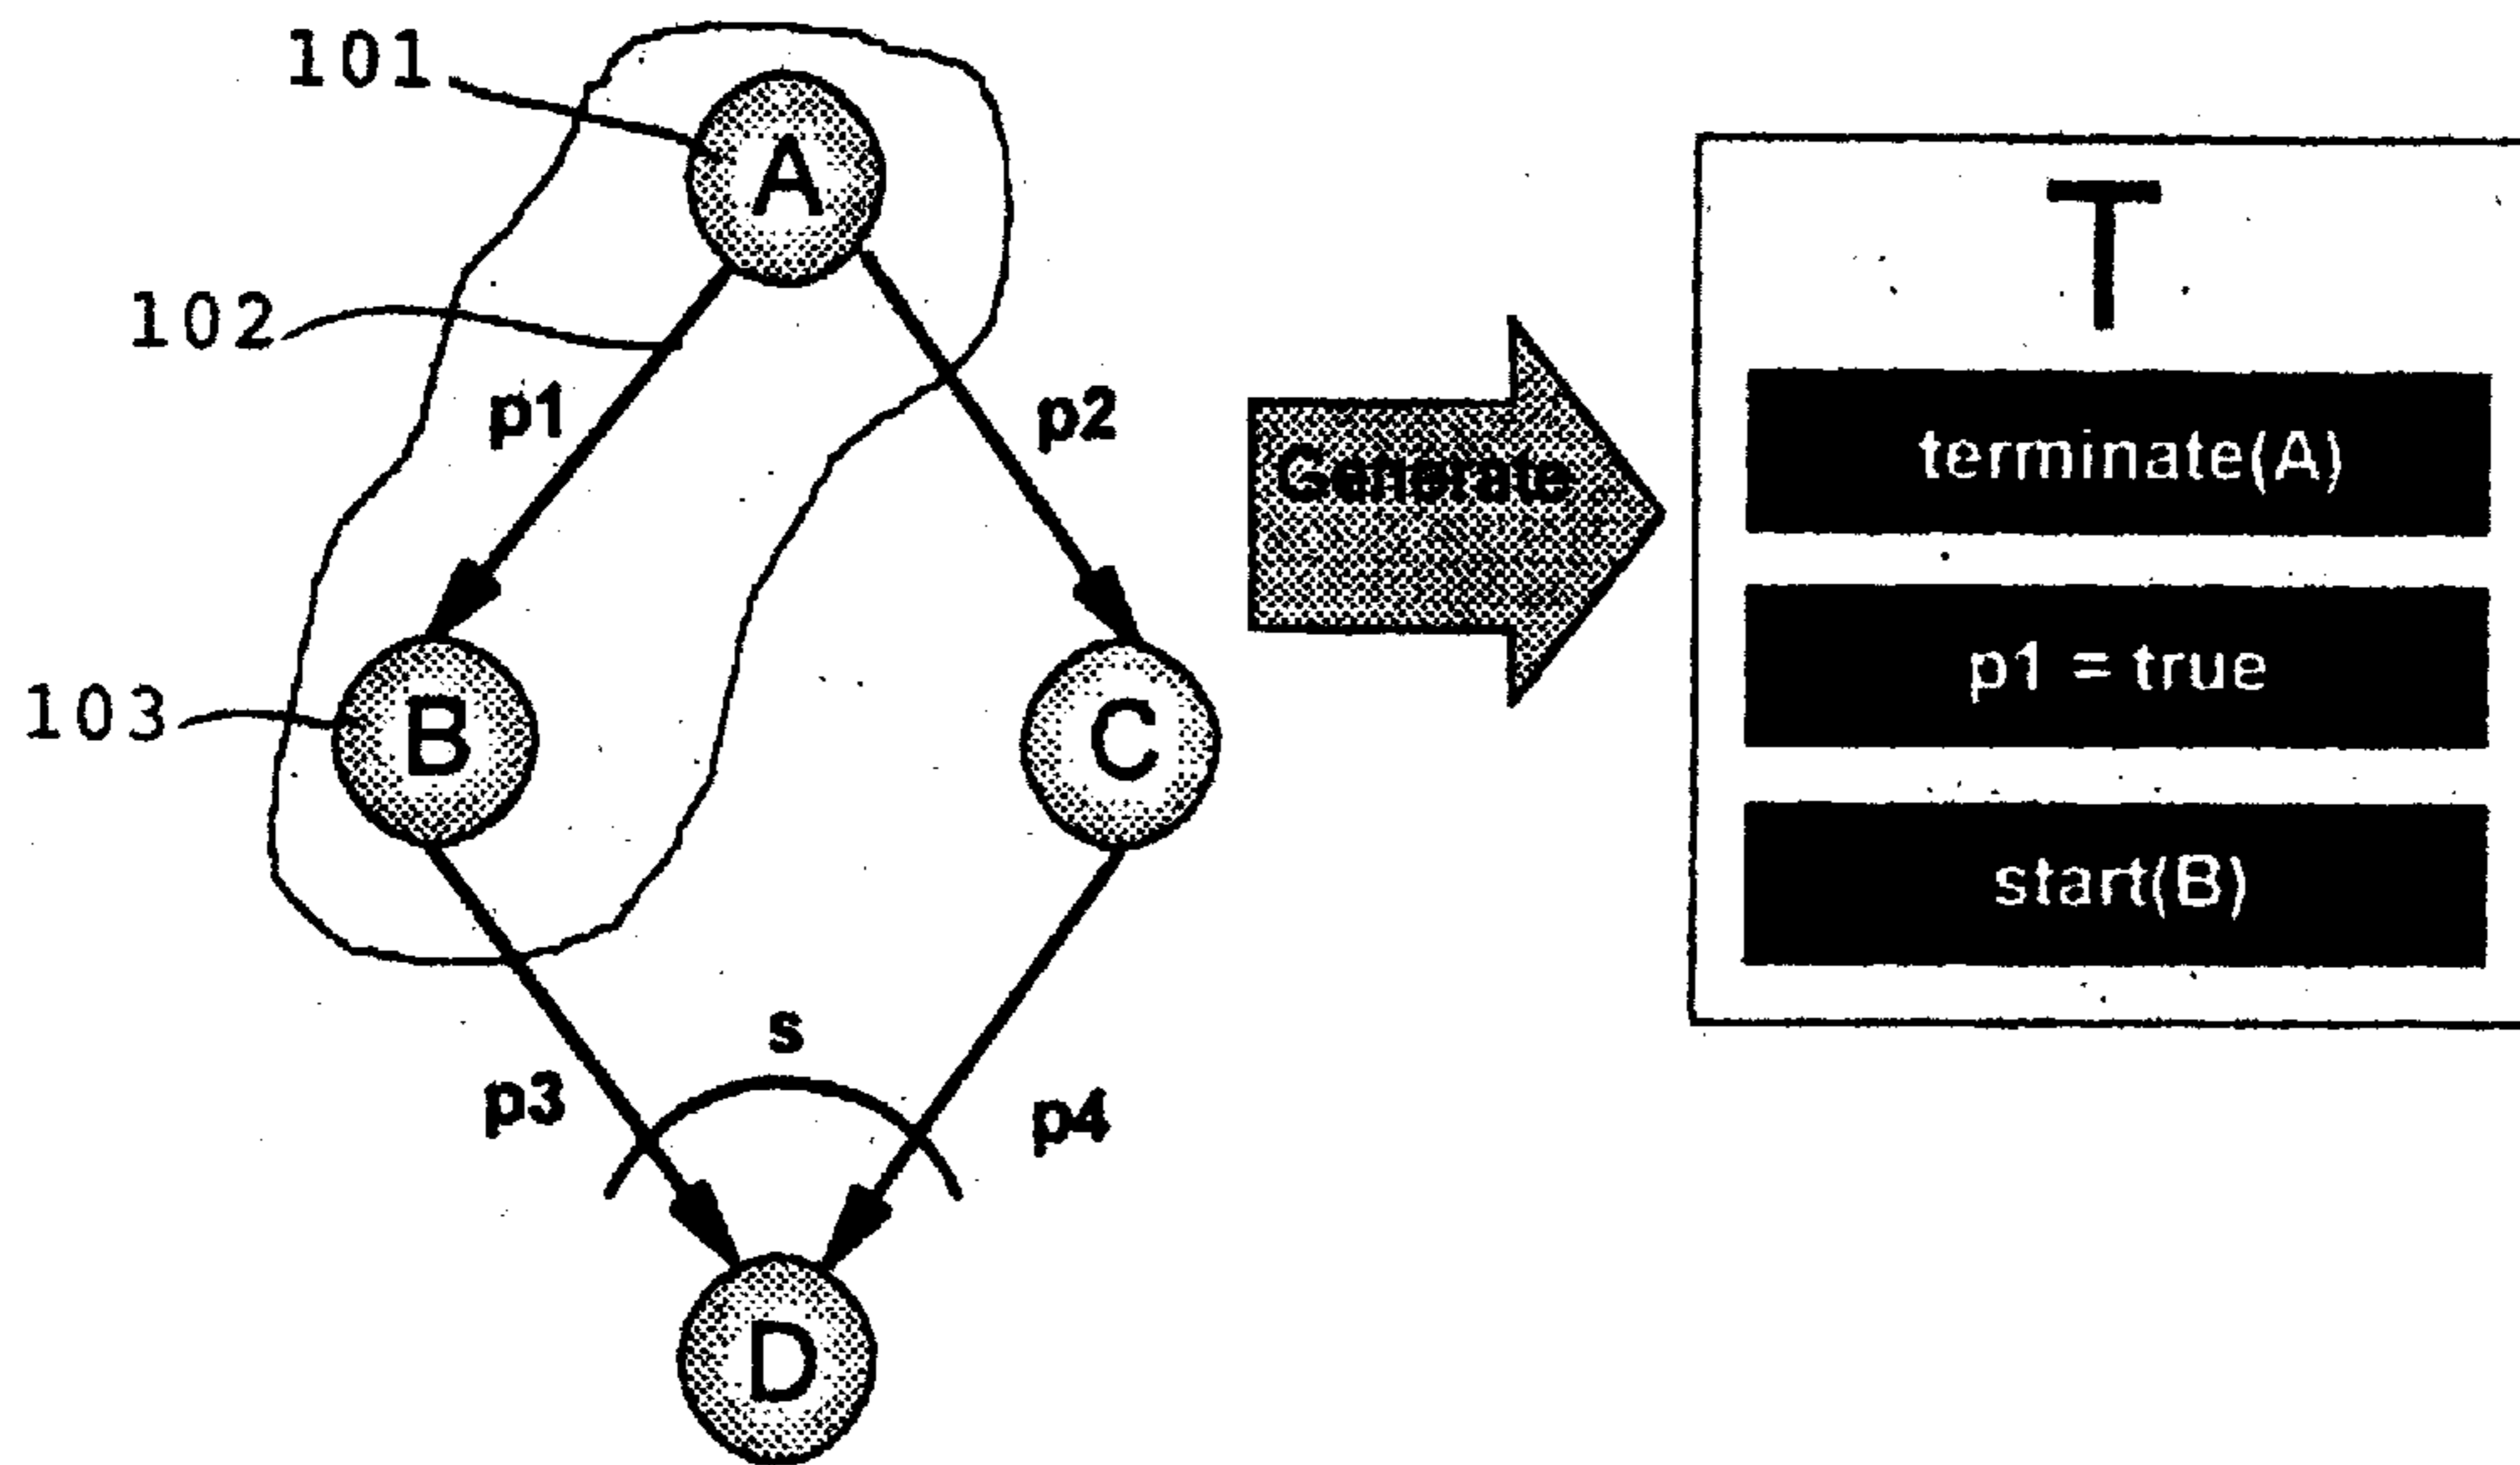 101
A
T
102
p1
p2
Generate
terminate(A)
p1 = true
103
B
C
start(B)
s
p3
p4
D